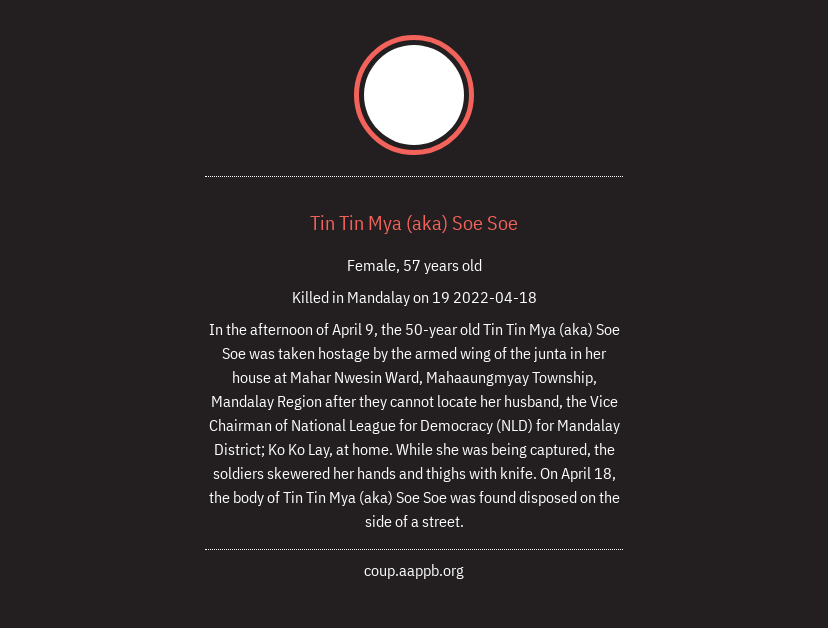 Tin Tin Mya (aka) Soe Soe
Female, 57 years old
Killed in Mandalay on 19 2022-04-18
In the afternoon of April 9, the 50-year old Tin Tin Mya (aka) Soe
Soe was taken hostage by the armed wing of the junta in her
house at Mahar Nwesin Ward, Mahaaungmyay Township,
Mandalay Region after they cannot locate her husband, the Vice
Chairman of National League for Democracy (NLD) for Mandalay
District; Ko Ko Lay, at home. While she was being captured, the
soldiers skewered her hands and thighs with knife. On April 18,
the body of Tin Tin Mya (aka) Soe Soe was found disposed on the
side of a street.
coup.aappb.org